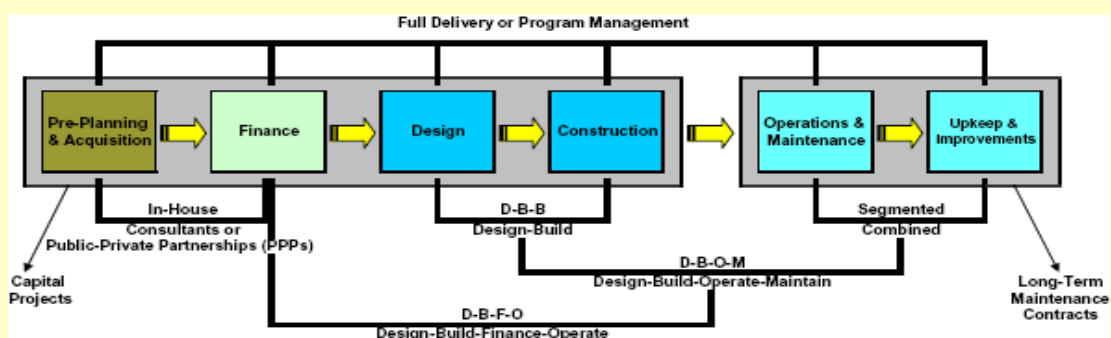 Full Delivery or Program Management
Pre-Planning
& Acquisition
Finance
Design
Construction
Operations &
Maintenance
Upkeep &
Improvements
In-House
Consultants or
Public-Private Partnerships (PPPs)
D-B-B
Design-Build
Segmented
Combined
D-B-O-M
Design-Build-Operate-Maintain
Capital
Projects
Long-Term
Maintenance
Contracts
D-B-F-O
Design-Build-Finance-Operate